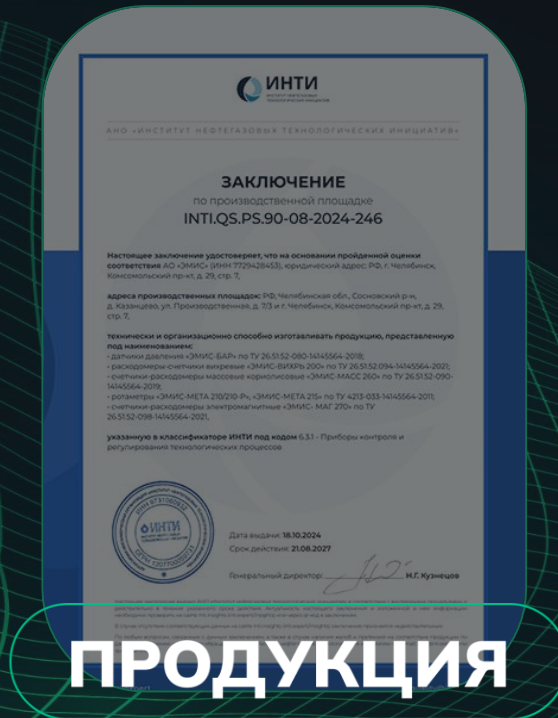 ИНТИ
ИНСТИТУТ НЕФТЕГАЗОВЫХ
ТЕХНОЛОГИЧЕСКИХ ИНИЦИАТИВ
АНО «ИНСТИТУТ НЕФТЕГАЗОВЫХ ТЕХНОЛОГИЧЕСКИХ ИНИЦИАТИВ»
ЗАКЛЮЧЕНИЕ
по производственной площадке
INTI.QS.PS.90-08-2024-246
Настоящее заключение удостоверяет, что на основании пройденной оценки
соответствия АО «ЭМИС» (ИНН 7729428453), юридический адрес: РФ, г. Челябинск,
Комсомольский пр-кт, д. 29, стр. 7,
адреса производственных площадок: РФ, Челябинская обл., Сосновский р-н,
д. Казанцево, ул. Производственная, д. 7/3 и г. Челябинск, Комсомольский пр-кт, д. 29,
стр. 7,
технически и организационно способно изготавливать продукцию, представленную
под наименованием:
- датчики давления «ЭМИС-БАР» по ТУ 26.51.52-080-14145564-2018;
- расходомеры-счетчики вихревые «ЭМИС-ВИХРЬ 200» по ТУ 26.51.52.094-14145564-2021;
- счетчики-расходомеры массовые кориолисовые «ЭМИС-МАСС 260» по ТУ 26.51.52-090-
14145564-2019;
- ротаметры «ЭМИС-МЕТА 210/210-Р», «ЭМИС-МЕТА 215» по ТУ 4213-033-14145564-2011;
- счетчики-расходомеры электромагнитные «ЭМИС- МАГ 270» по ТУ
26.51.52-098-14145564-2021,
указанную в классификаторе ИНТИ под кодом 6.3.1 - Приборы контроля и
регулирования технологических процессов
ИНТИ
Дата выдачи: 18.10.2024
Срок действия: 21.08.2027
Генеральный директор: Н.Г. Кузнецов
ПРОДУКЦИЯ